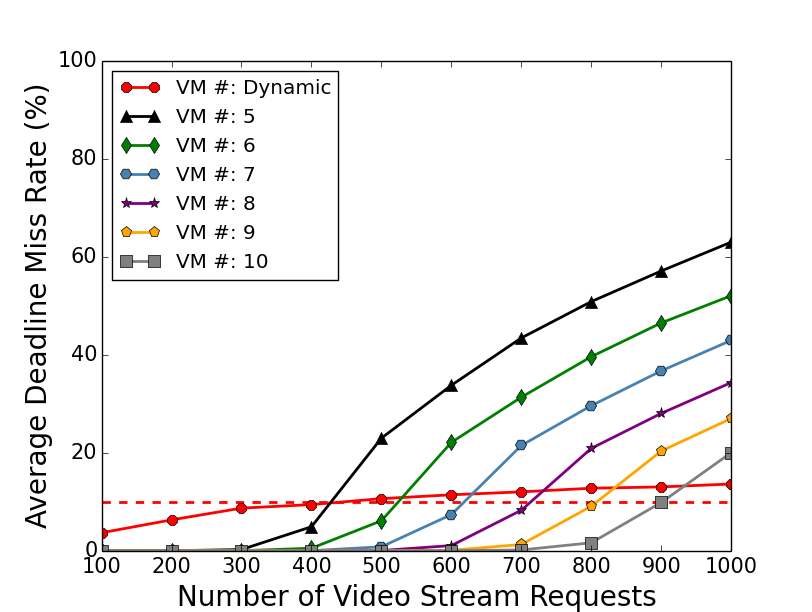 100
80
60
40
20
0
Average Deadline Miss Rate (%)
VM #: Dynamic
VM #: 5
VM #: 6
VM #: 7
VM #: 8
VM #: 9
VM #: 10
100 200 300 400 500 600 700 800 900 1000
Number of Video Stream Requests